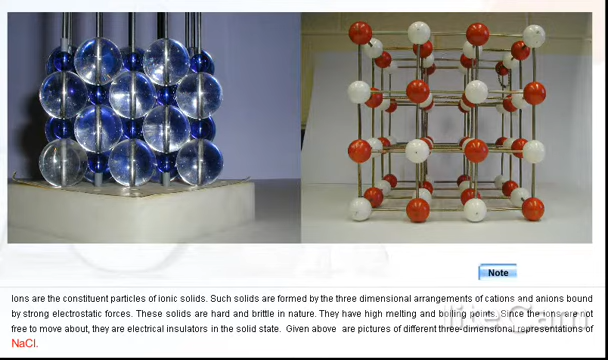 Note
Ions are the constituent particles of ionic solids. Such solids are formed by the three dimensional arrangements of cations and anions bound
by strong electrostatic forces. These solids are hard and brittle in nature. They have high melting and boiling points. Since the ions are not
free to move about, they are electrical insulators in the solid state. Given above are pictures of different three-dimensional presentations of
NaCl.